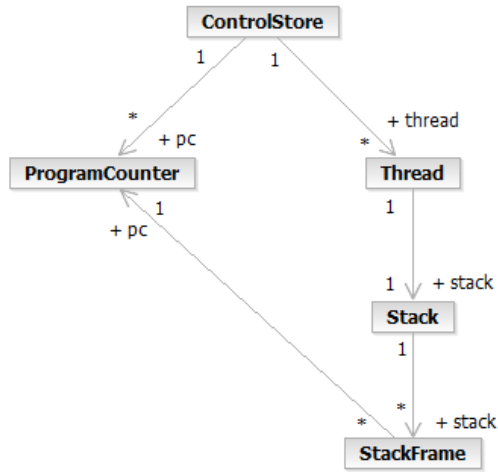 ControlStore
1 1
+ thread
* *
+ pc
ProgramCounter Thread
1 1
+ pc
1 + stack
Stack
1
* *
+ stack
StackFrame